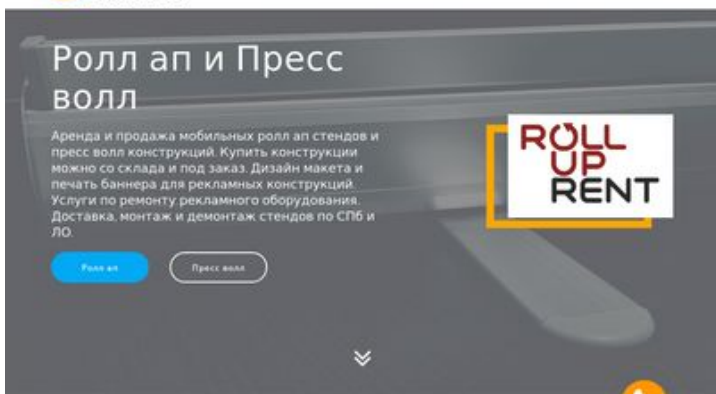 Ролл ап и Пресс
волл
Аренда и продажа мобильных ролл ап стендов и
пресс волл конструкций. Купить конструкции
можно со склада и под заказ. Дизайн макета и
печать баннера для рекламных конструкций.
Услуги по ремонту рекламного оборудования.
Доставка, монтаж и демонтаж стендов по СПб и
ЛО.
Ролл ап
Пресс волл
ROLL
UP
RENT